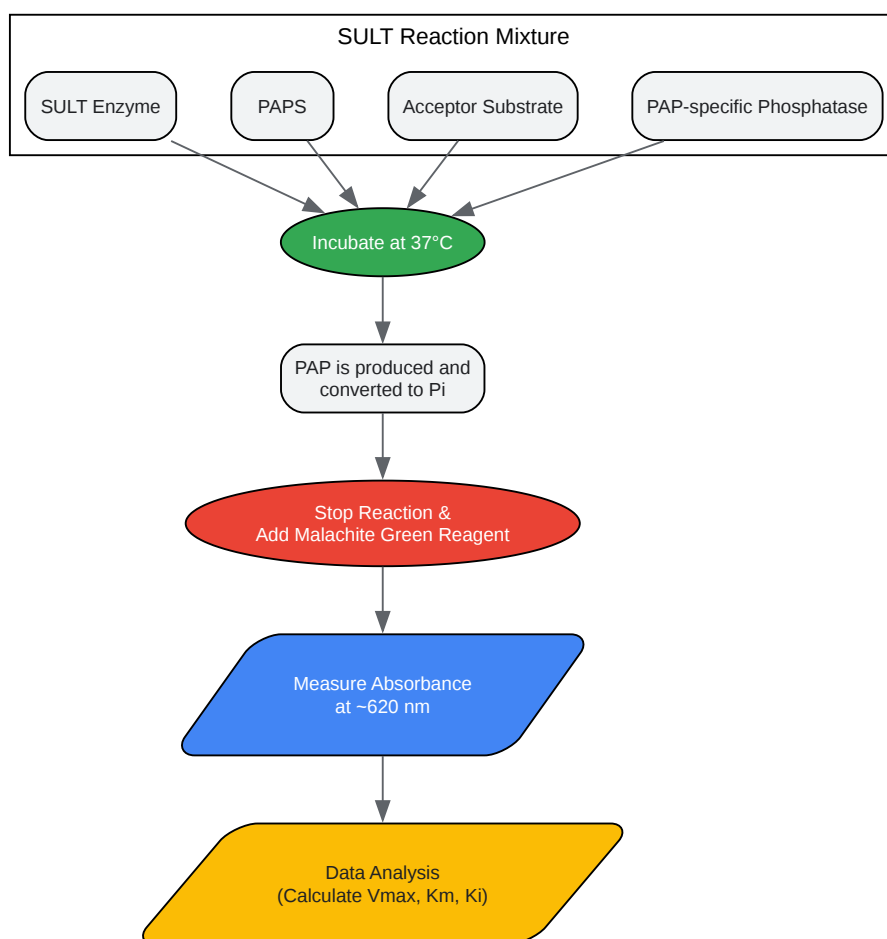 SULT Reaction Mixture
SULT Enzyme
PAPS
Acceptor Substrate
PAP-specific Phosphatase
Incubate at 37°C
PAP is produced and
converted to Pi
Stop Reaction &
Add Malachite Green Reagent
Measure Absorbance
at ~620 nm
Data Analysis
(Calculate Vmax, Km, Ki)